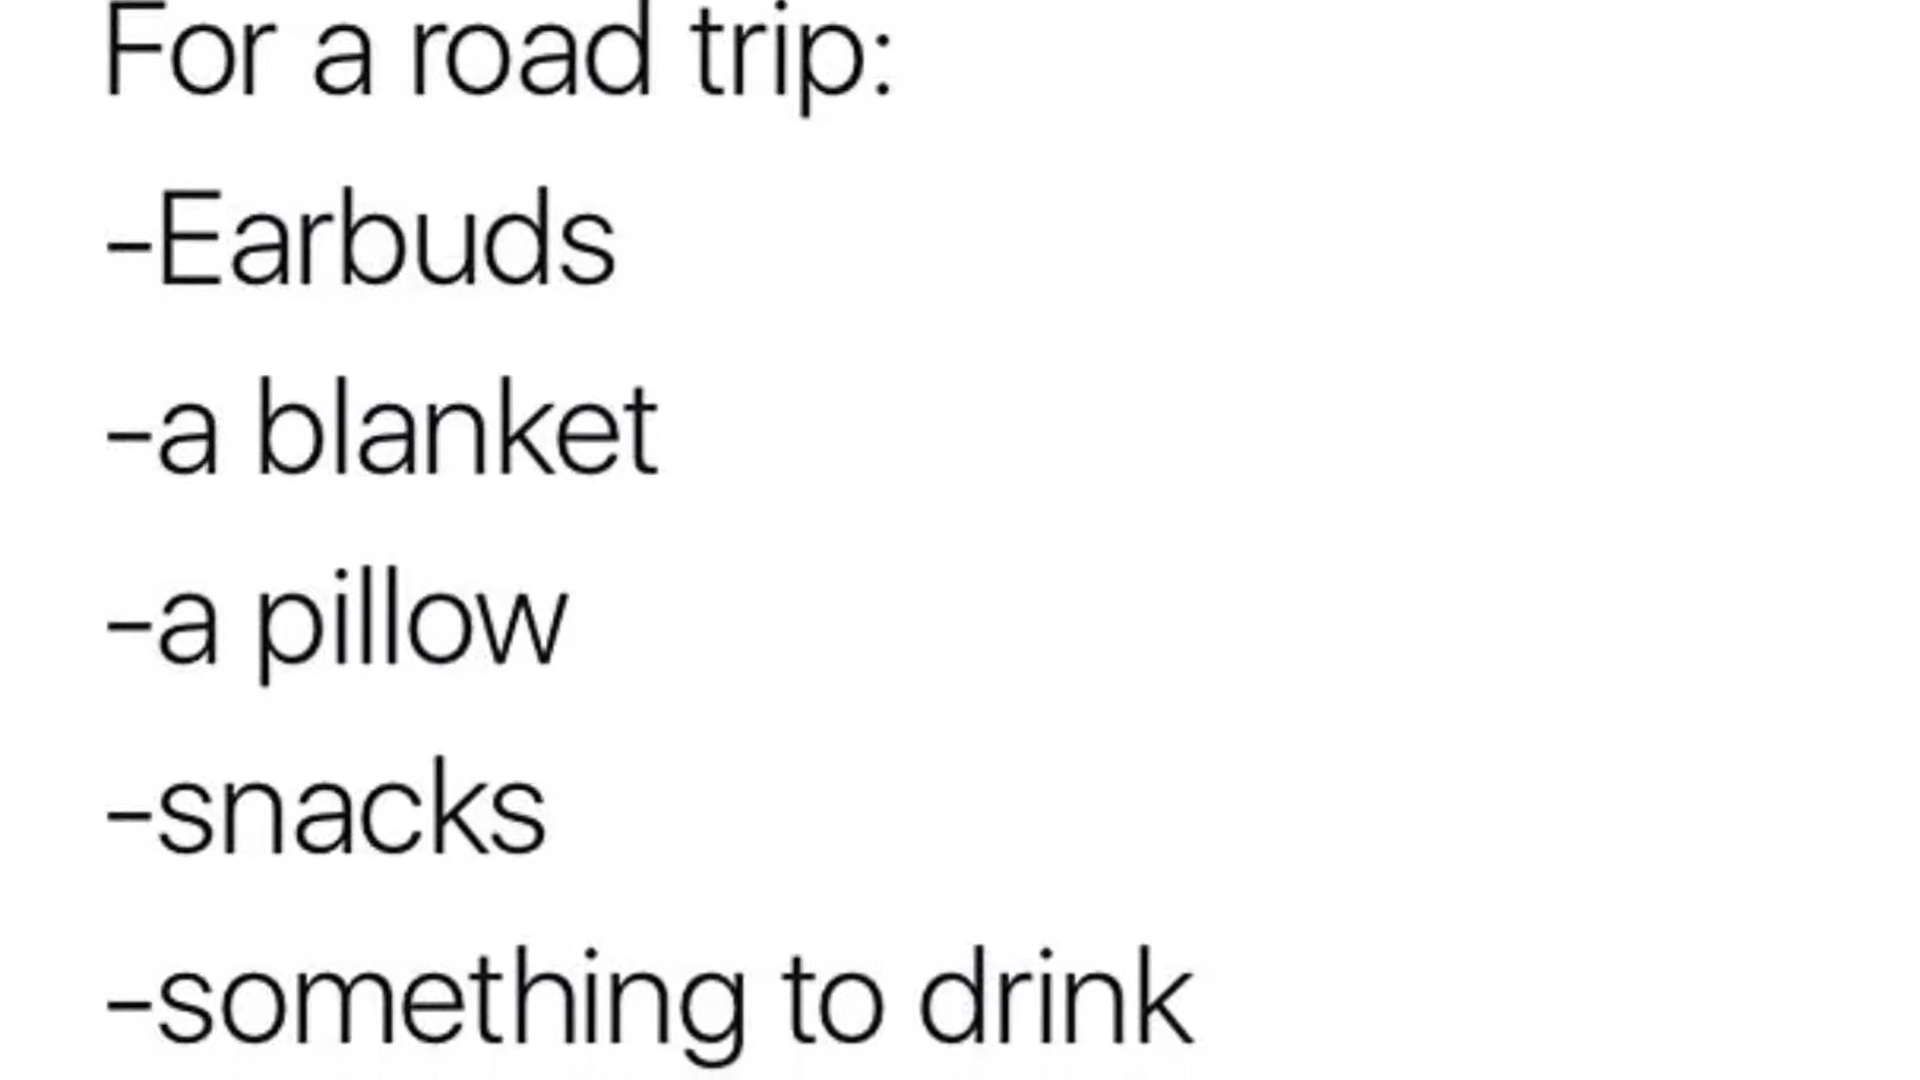 For a road trip:
-Earbuds
-a blanket
-a pillow
-snacks
-something to drink